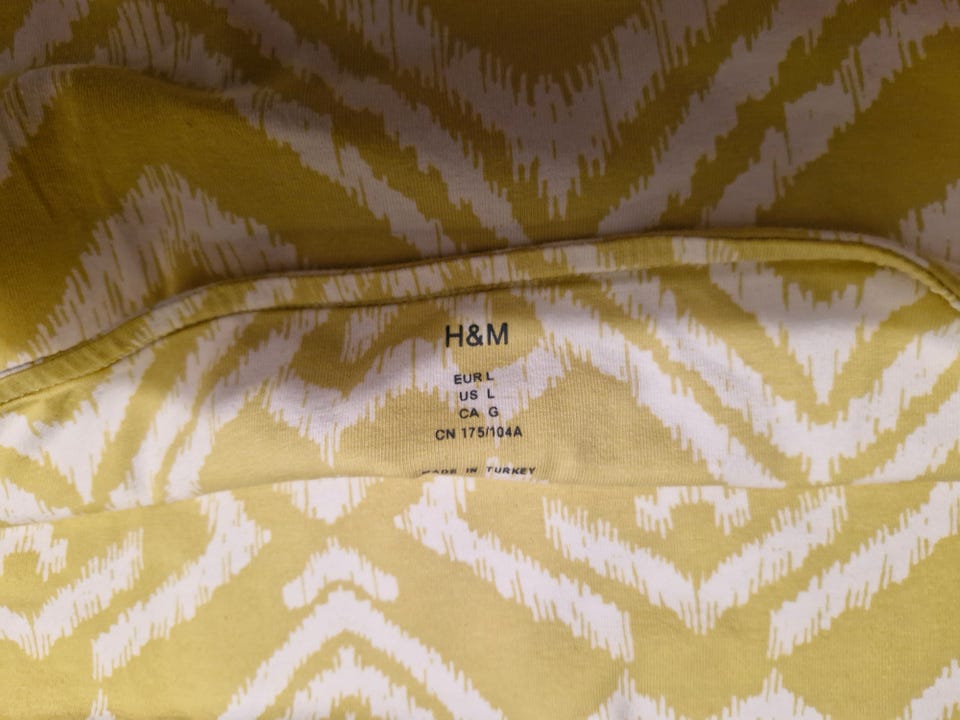 H&M
EUR L
US L
CA G
CN 175/104A
MADE IN TURKEY